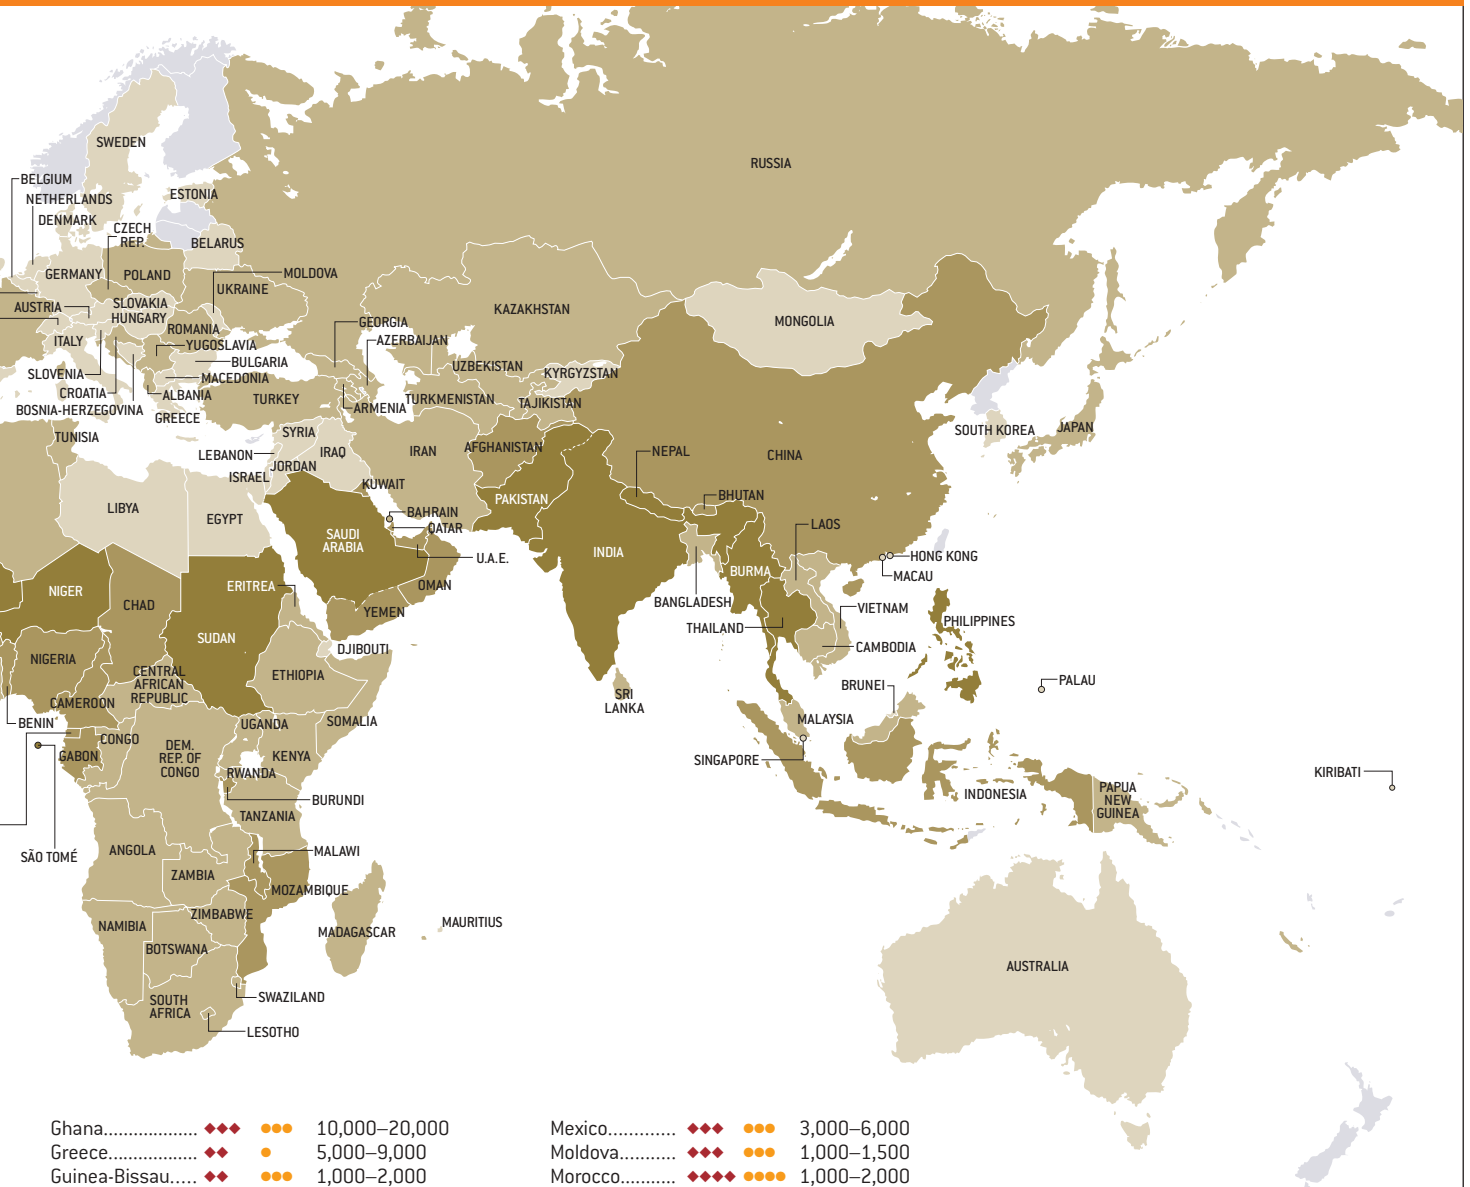 SWEDEN
RUSSIA
BELGIUM
NETHERLANDS
DENMARK
ESTONIA
CZECH
REP.
BELARUS
GERMANY
POLAND
MOLDOVA
UKRAINE
AUSTRIA
SLOVAKIA
HUNGARY
KAZAKHSTAN
MONGOLIA
ITALY
ROMANIA
GEORGIA
YUGOSLAVIA
AZERBAIJAN
BULGARIA
UZBEKISTAN
KYRGYZSTAN
SLOVENIA
MACEDONIA
CROATIA
ALBANIA
TURKEY
TURKMENISTAN
TAJIKISTAN
BOSNIA-HERZEGOVINA
ARMENIA
GREECE
SOUTH KOREA
JAPAN
TUNISIA
SYRIA
LEBANON
IRAQ
IRAN
AFGHANISTAN
NEPAL
CHINA
JORDAN
ISRAEL
KUWAIT
PAKISTAN
BHUTAN
LIBYA
EGYPT
BAHRAIN
QATAR
LAOS
SAUDI
ARABIA
INDIA
HONG KONG
U.A.E.
BURMA
MACAU
NIGER
ERITREA
OMAN
CHAD
YEMEN
BANGLADESH
VIETNAM
PHILIPPINES
SUDAN
THAILAND
DJIBOUTI
CAMBODIA
NIGERIA
CENTRAL
AFRICAN
REPUBLIC
ETHIOPIA
SRI
LANKA
BRUNEI
PALAU
CAMEROON
BENIN
UGANDA
SOMALIA
MALAYSIA
CONGO
GABON
DEM.
REP. OF
CONGO
KENYA
SINGAPORE
RWANDA
KIRIBATI
BURUNDI
INDONESIA
PAPUA
NEW
GUINEA
TANZANIA
SÃO TOMÉ
ANGOLA
MALAWI
ZAMBIA
MOZAMBIQUE
ZIMBABWE
MAURITIUS
NAMIBIA
MADAGASCAR
BOTSWANA
AUSTRALIA
SOUTH
AFRICA
SWAZILAND
LESOTHO
Ghana.................. ◆◆◆ ●●● 10,000–20,000
Greece................. ◆◆ ● 5,000–9,000
Guinea-Bissau..... ◆◆ ●●● 1,000–2,000
Mexico............. ◆◆◆ ●●● 3,000–6,000
Moldova........... ◆◆◆ ●●● 1,000–1,500
Morocco........... ◆◆◆◆ ●●●● 1,000–2,000